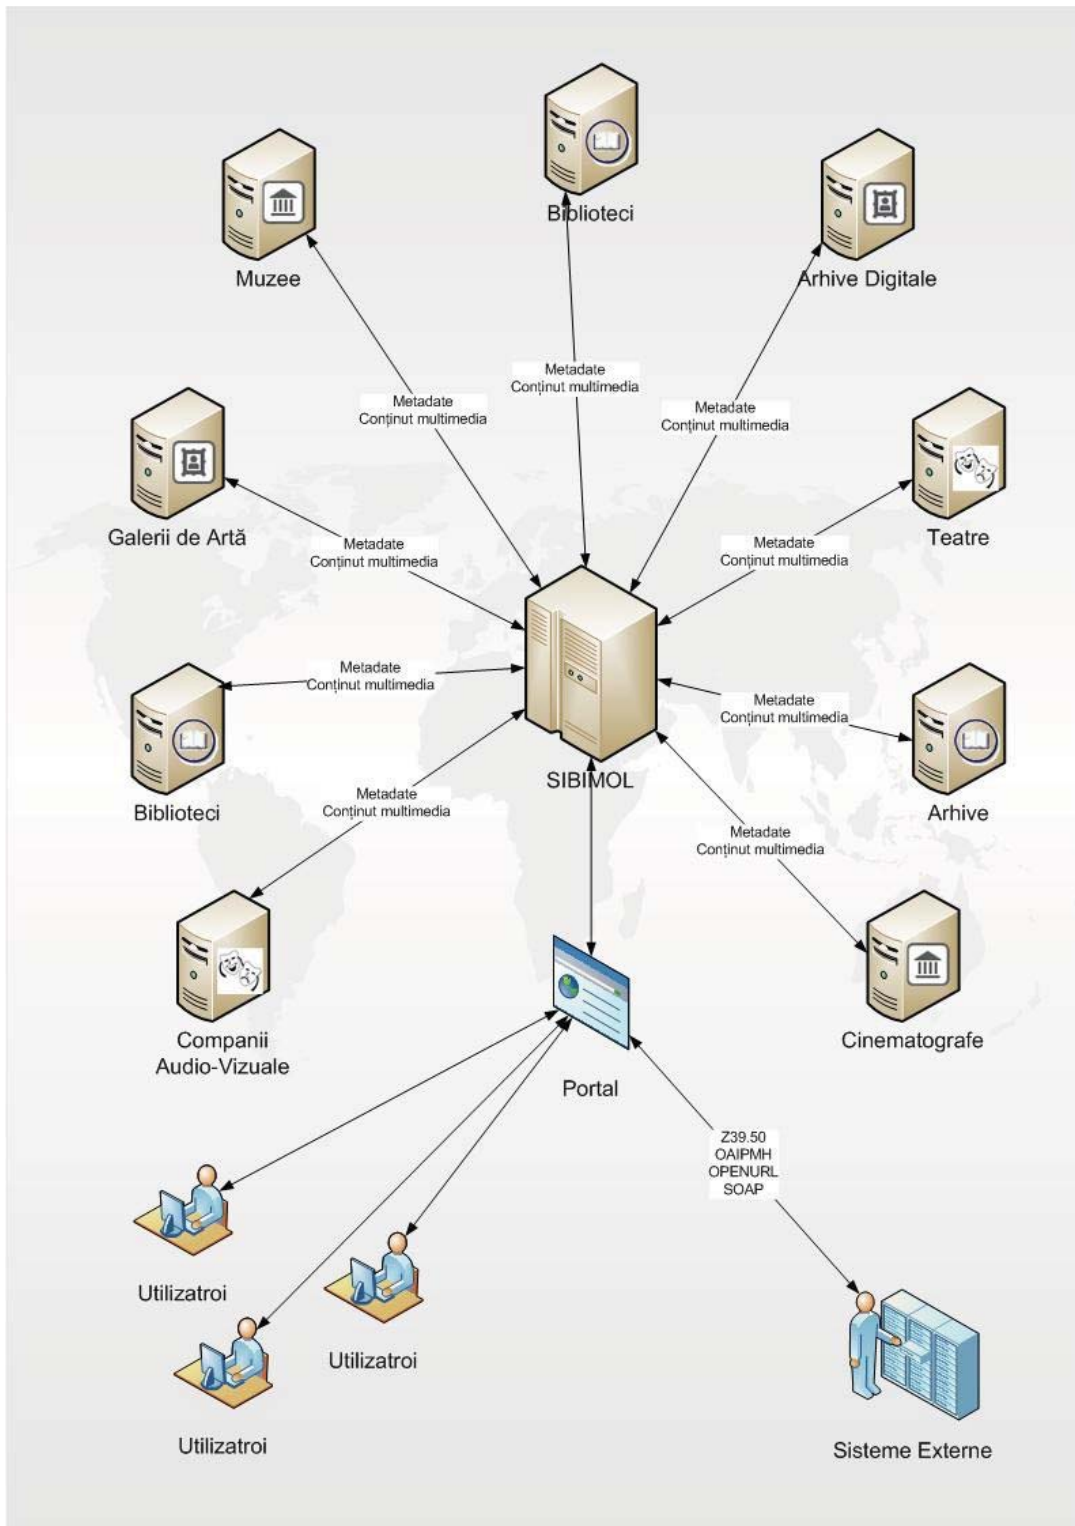 Biblioteci
Muzee
Arhive Digitale
Metadate
Conținut multimedia
Metadate
Conținut multimedia
Metadate
Conținut multimedia
Galerii de Artă
Teatre
Metadate
Conținut multimedia
Metadate
Conținut multimedia
Metadate
Conținut multimedia
Metadate
Conținut multimedia
SIBIMOL
Biblioteci
Arhive
Metadate
Conținut multimedia
Metadate
Conținut multimedia
Companii
Audio-Vizuale
Cinematografe
Portal
Z39.50
OAIPMH
OPENURL
SOAP
Utilizatroi
Utilizatroi
Utilizatroi
Sisteme Externe